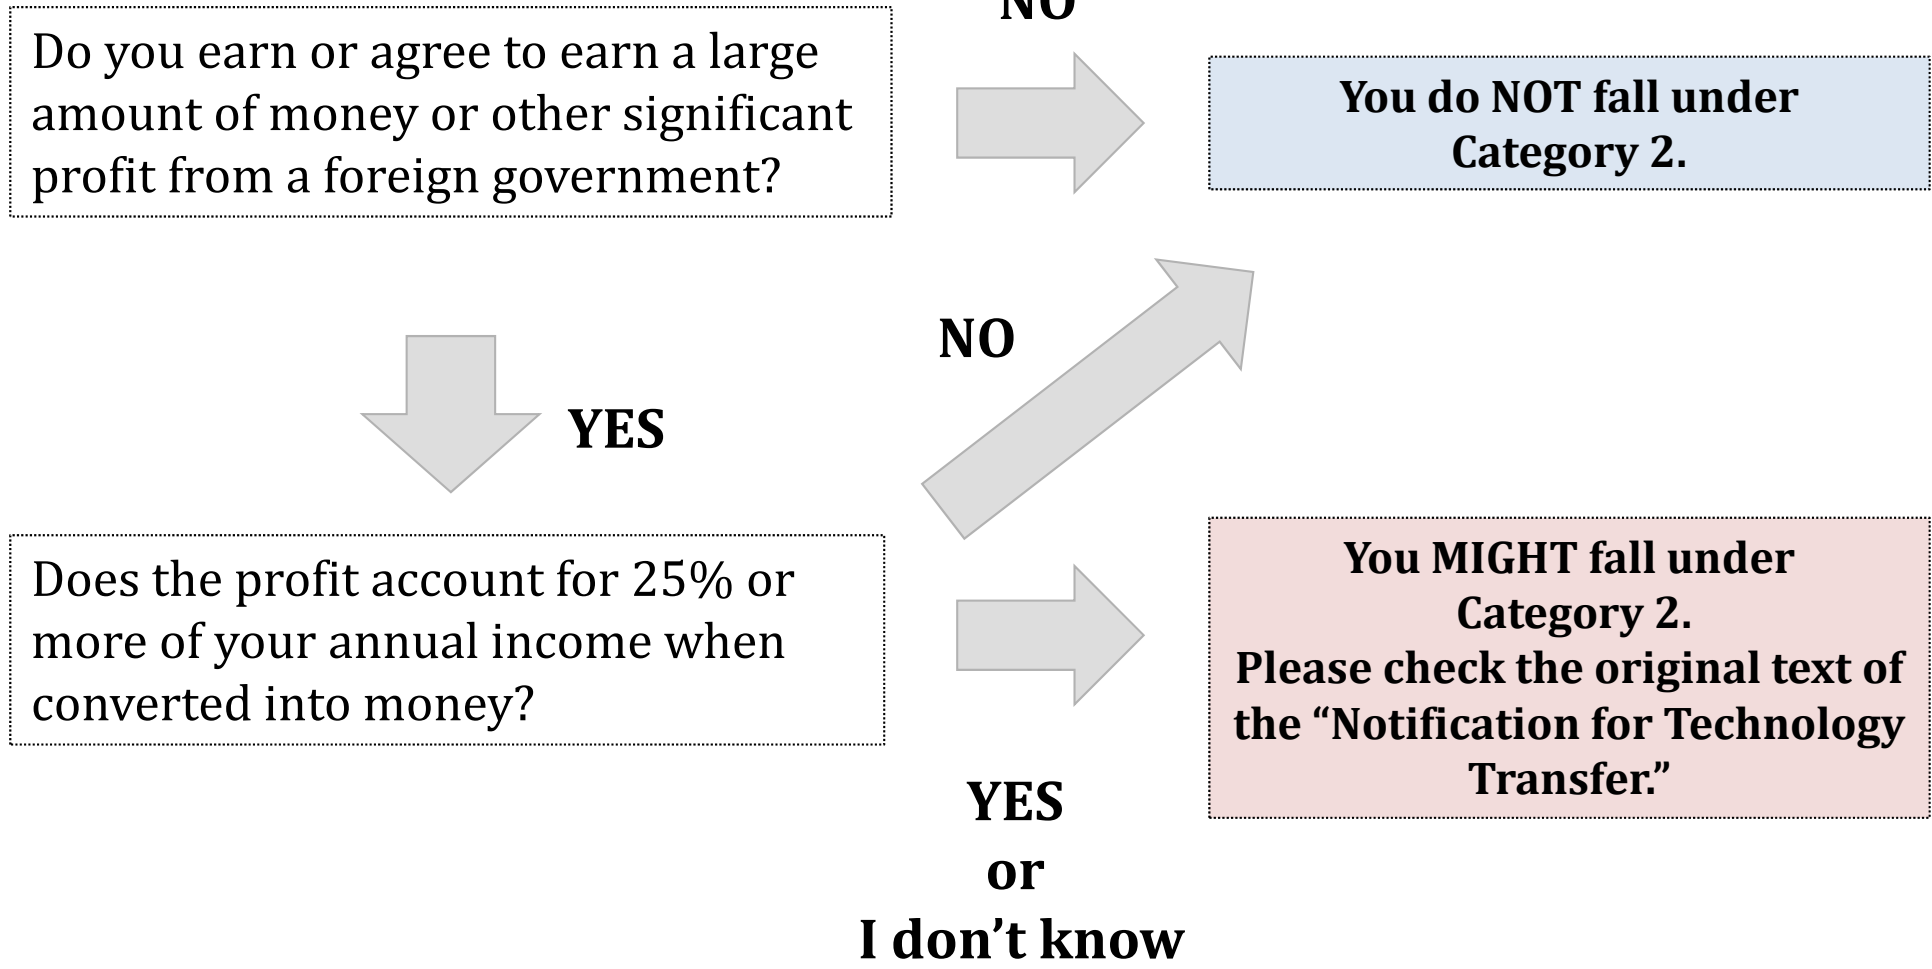 NO
Do you earn or agree to earn a large
amount of money or other significant
profit from a foreign government?
You do NOT fall under
Category 2.
NO
YES
Does the profit account for 25% or
more of your annual income when
converted into money?
You MIGHT fall under
Category 2.
Please check the original text of
the “Notification for Technology
Transfer.”
YES
or
I don’t know